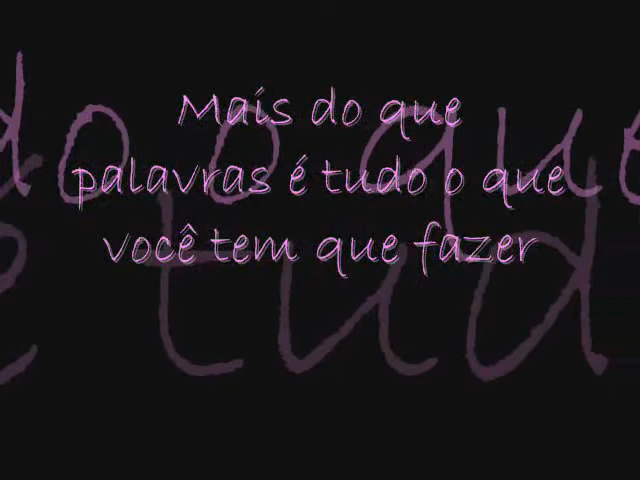 Mais do que
palavras é tudo o que
você tem que fazer